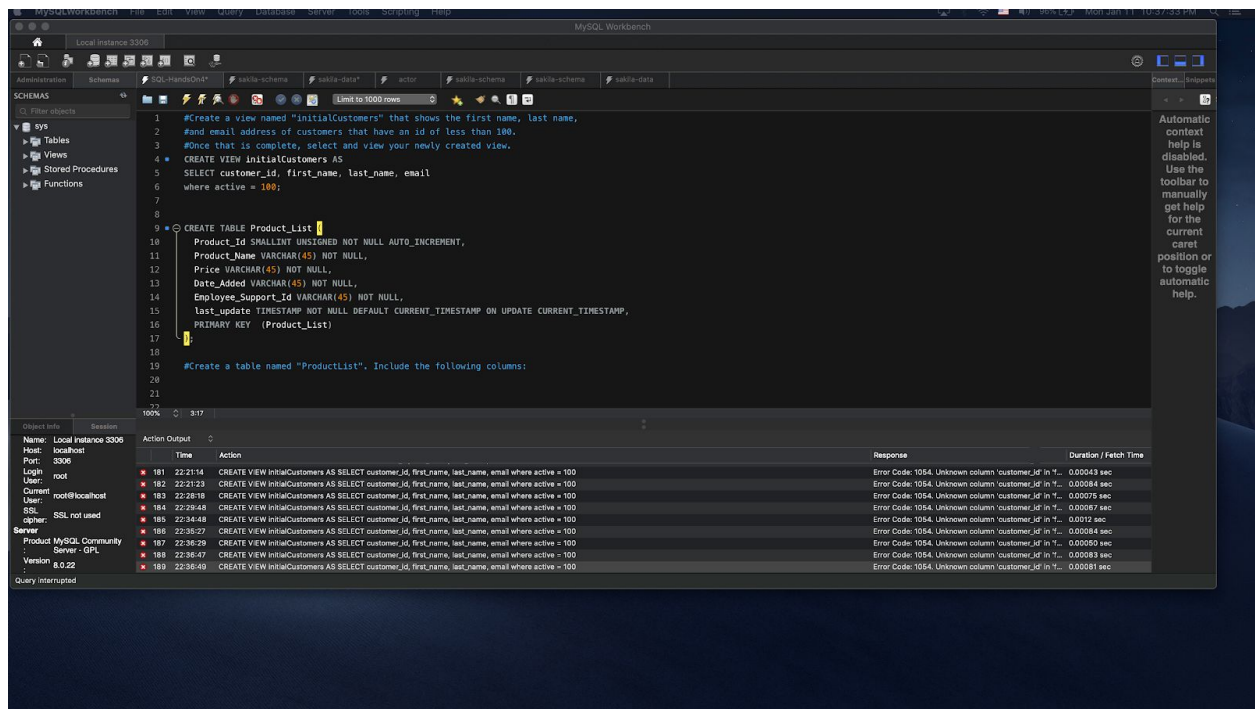 MySQLWorkbench File Edit View Query Database Server Tools Scripting Help 96% Mon Jan 11 10:37:33 PM
MySQL Workbench
Local instance 3306
Administration Schemas SQL-HandsOn4* sakila-schema sakila-data* actor sakila-schema sakila-schema sakila-data Context... Snippets
SCHEMAS
Limit to 1000 rows
Filter objects
sys
Tables
Views
Stored Procedures
Functions
1 #Create a view named "initialCustomers" that shows the first name, last name,
2 #and email address of customers that have an id of less than 100.
3 #Once that is complete, select and view your newly created view.
4 CREATE VIEW initialCustomers AS
5 SELECT customer_id, first_name, last_name, email
6 where active = 100;
7
8
9 CREATE TABLE Product_List (
10 Product_Id SMALLINT UNSIGNED NOT NULL AUTO_INCREMENT,
11 Product_Name VARCHAR(45) NOT NULL,
12 Price VARCHAR(45) NOT NULL,
13 Date_Added VARCHAR(45) NOT NULL,
14 Employee_Support_Id VARCHAR(45) NOT NULL,
15 last_update TIMESTAMP NOT NULL DEFAULT CURRENT_TIMESTAMP ON UPDATE CURRENT_TIMESTAMP,
16 PRIMARY KEY (Product_List)
17 );
18
19 #Create a table named "ProductList". Include the following columns:
20
21
22
100% 3:17
Automatic
context
help is
disabled.
Use the
toolbar to
manually
get help
for the
current
caret
position or
to toggle
automatic
help.
Object Info Session
Name: Local instance 3306
Host: localhost
Port: 3306
Login User: root
Current User: root@localhost
SSL cipher: SSL not used
Server
Product : MySQL Community Server - GPL
Version : 8.0.22
Action Output
Time Action Response Duration / Fetch Time
181 22:21:14 CREATE VIEW initialCustomers AS SELECT customer_id, first_name, last_name, email where active = 100 Error Code: 1054. Unknown column 'customer_id' in 'f... 0.00043 sec
182 22:21:23 CREATE VIEW initialCustomers AS SELECT customer_id, first_name, last_name, email where active = 100 Error Code: 1054. Unknown column 'customer_id' in 'f... 0.00084 sec
183 22:28:18 CREATE VIEW initialCustomers AS SELECT customer_id, first_name, last_name, email where active = 100 Error Code: 1054. Unknown column 'customer_id' in 'f... 0.00075 sec
184 22:29:48 CREATE VIEW initialCustomers AS SELECT customer_id, first_name, last_name, email where active = 100 Error Code: 1054. Unknown column 'customer_id' in 'f... 0.00067 sec
185 22:34:48 CREATE VIEW initialCustomers AS SELECT customer_id, first_name, last_name, email where active = 100 Error Code: 1054. Unknown column 'customer_id' in 'f... 0.0012 sec
186 22:35:27 CREATE VIEW initialCustomers AS SELECT customer_id, first_name, last_name, email where active = 100 Error Code: 1054. Unknown column 'customer_id' in 'f... 0.00084 sec
187 22:36:29 CREATE VIEW initialCustomers AS SELECT customer_id, first_name, last_name, email where active = 100 Error Code: 1054. Unknown column 'customer_id' in 'f... 0.00050 sec
188 22:36:47 CREATE VIEW initialCustomers AS SELECT customer_id, first_name, last_name, email where active = 100 Error Code: 1054. Unknown column 'customer_id' in 'f... 0.00083 sec
189 22:36:49 CREATE VIEW initialCustomers AS SELECT customer_id, first_name, last_name, email where active = 100 Error Code: 1054. Unknown column 'customer_id' in 'f... 0.00081 sec
Query interrupted